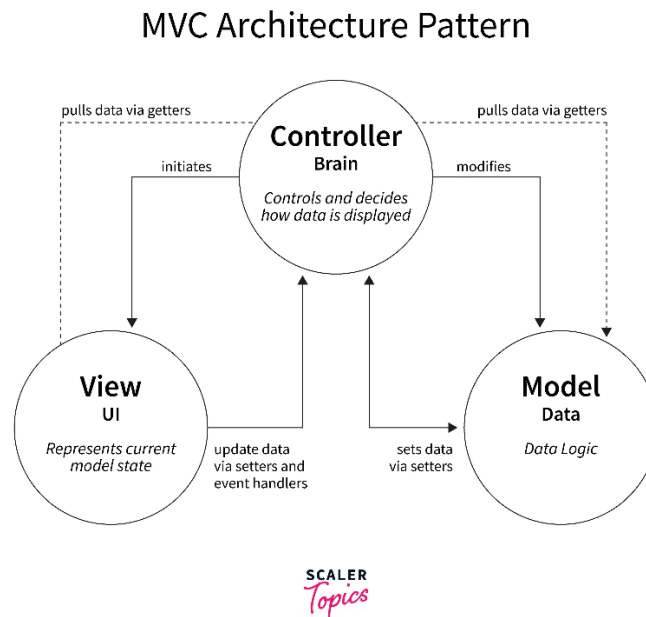 MVC Architecture Pattern
pulls data via getters
pulls data via getters
Controller
Brain
initiates
modifies
Controls and decides
how data is displayed
View
UI
Represents current
model state
Model
Data
Data Logic
update data
via setters and
event handlers
sets data
via setters
SCALER
Topics